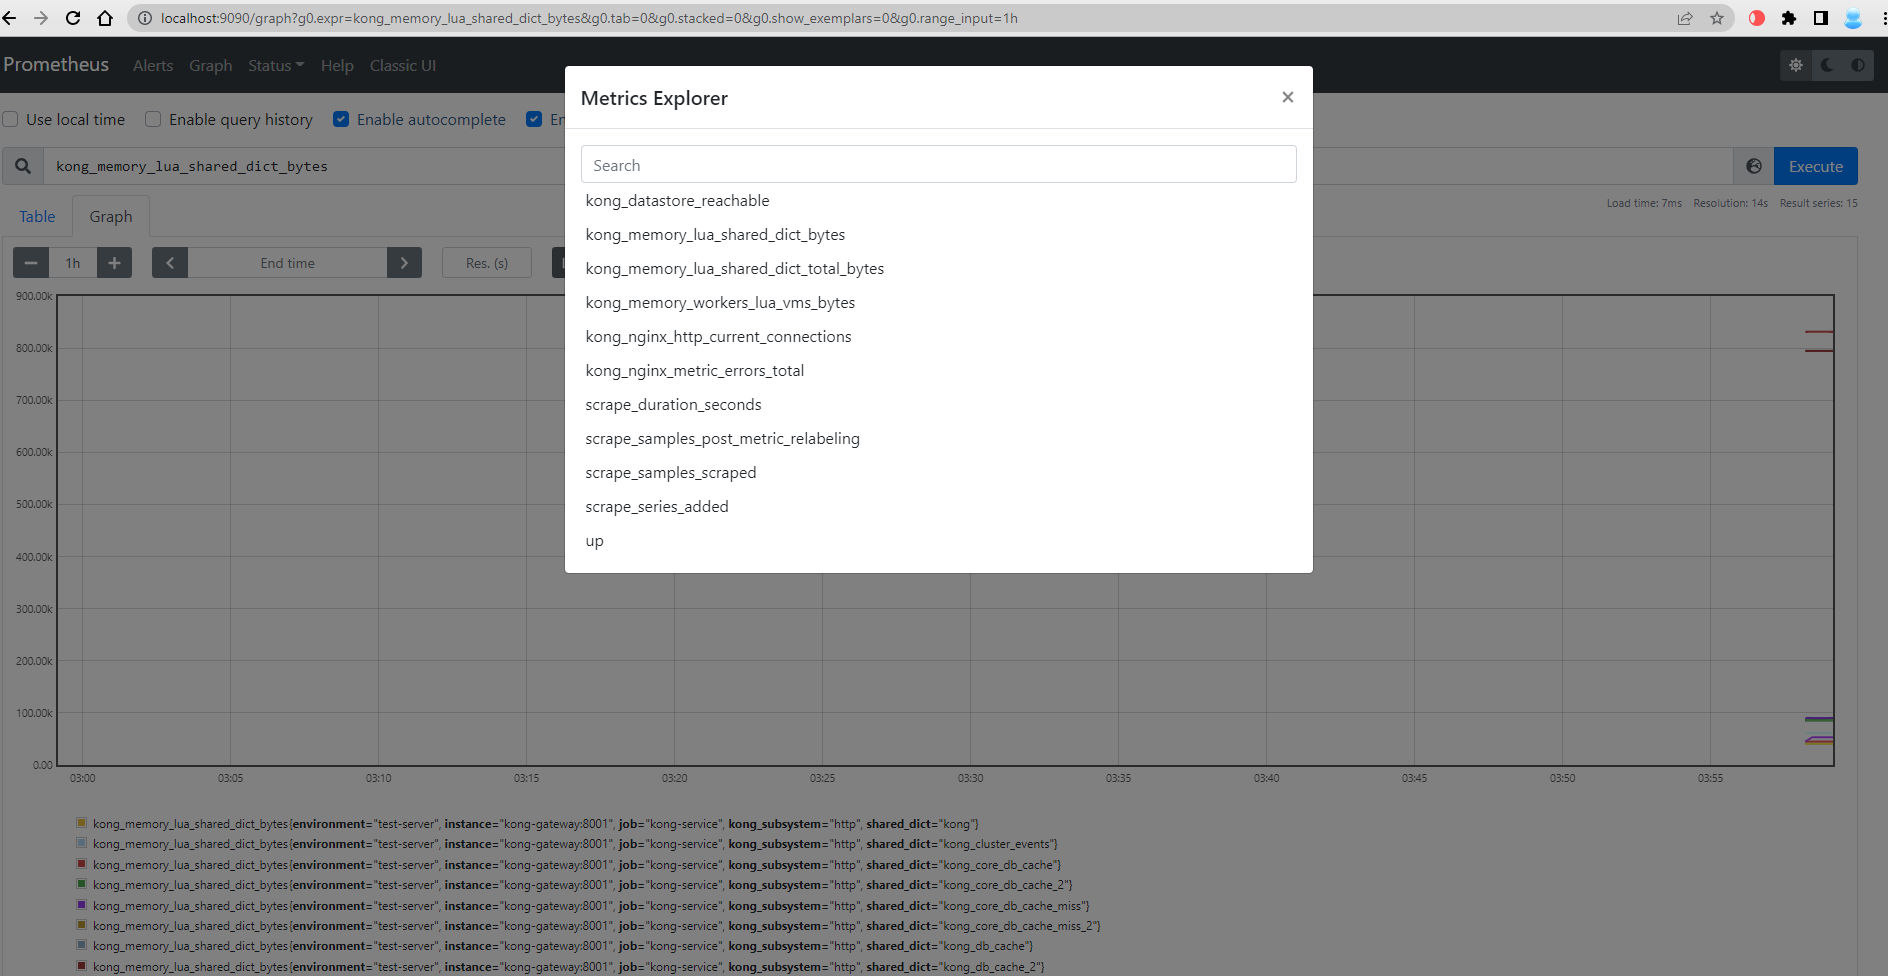 localhost:9090/graph?g0.expr=kong_memory_lua_shared_dict_bytes&g0.tab=0&g0.stacked=0&g0.show_exemplars=0&g0.range_input=1h
Prometheus Alerts Graph Status Help Classic UI
Metrics Explorer ×
Use local time Enable query history Enable autocomplete
Search
kong_memory_lua_shared_dict_bytes Execute
kong_datastore_reachable
Load time: 7ms Resolution: 14s Result series: 15
Table Graph
kong_memory_lua_shared_dict_bytes
− 1h + End time Res. (s)
kong_memory_lua_shared_dict_total_bytes
kong_memory_workers_lua_vms_bytes
kong_nginx_http_current_connections
kong_nginx_metric_errors_total
scrape_duration_seconds
scrape_samples_post_metric_relabeling
scrape_samples_scraped
scrape_series_added
up
900.00k
800.00k
700.00k
600.00k
500.00k
400.00k
300.00k
200.00k
100.00k
0.00
03:00 03:05 03:10 03:15 03:20 03:25 03:30 03:35 03:40 03:45 03:50 03:55
kong_memory_lua_shared_dict_bytes{environment="test-server", instance="kong-gateway:8001", job="kong-service", kong_subsystem="http", shared_dict="kong"}
kong_memory_lua_shared_dict_bytes{environment="test-server", instance="kong-gateway:8001", job="kong-service", kong_subsystem="http", shared_dict="kong_cluster_events"}
kong_memory_lua_shared_dict_bytes{environment="test-server", instance="kong-gateway:8001", job="kong-service", kong_subsystem="http", shared_dict="kong_core_db_cache"}
kong_memory_lua_shared_dict_bytes{environment="test-server", instance="kong-gateway:8001", job="kong-service", kong_subsystem="http", shared_dict="kong_core_db_cache_2"}
kong_memory_lua_shared_dict_bytes{environment="test-server", instance="kong-gateway:8001", job="kong-service", kong_subsystem="http", shared_dict="kong_core_db_cache_miss"}
kong_memory_lua_shared_dict_bytes{environment="test-server", instance="kong-gateway:8001", job="kong-service", kong_subsystem="http", shared_dict="kong_core_db_cache_miss_2"}
kong_memory_lua_shared_dict_bytes{environment="test-server", instance="kong-gateway:8001", job="kong-service", kong_subsystem="http", shared_dict="kong_db_cache"}
kong_memory_lua_shared_dict_bytes{environment="test-server", instance="kong-gateway:8001", job="kong-service", kong_subsystem="http", shared_dict="kong_db_cache_2"}